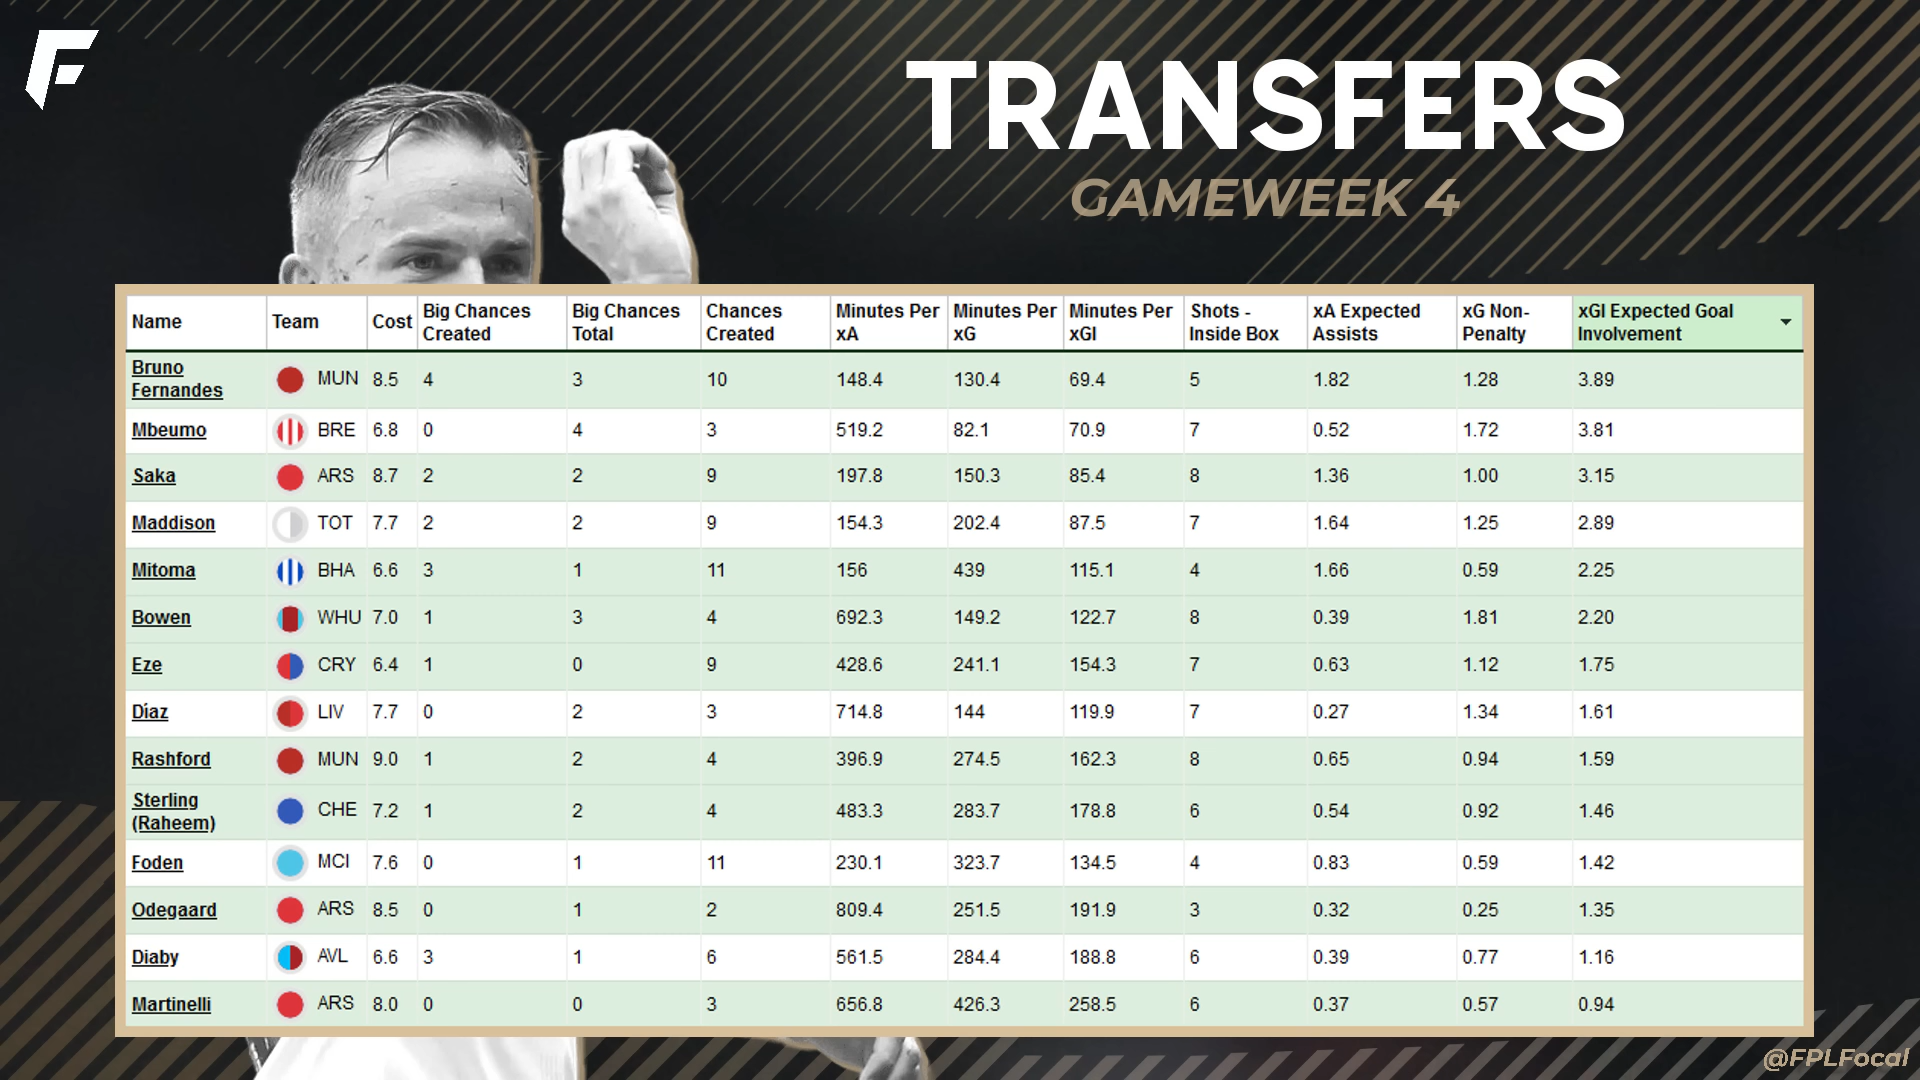 TRANSFERS
GAMEWEEK 4
Name Team Cost Big Chances Created Big Chances Total Chances Created Minutes Per xA Minutes Per xG Minutes Per xGI Shots - Inside Box xA Expected Assists xG Non-Penalty xGI Expected Goal Involvement
Bruno Fernandes MUN 8.5 4 3 10 148.4 130.4 69.4 5 1.82 1.28 3.89
Mbeumo BRE 6.8 0 4 3 519.2 82.1 70.9 7 0.52 1.72 3.81
Saka ARS 8.7 2 2 9 197.8 150.3 85.4 8 1.36 1.00 3.15
Maddison TOT 7.7 2 2 9 154.3 202.4 87.5 7 1.64 1.25 2.89
Mitoma BHA 6.6 3 1 11 156 439 115.1 4 1.66 0.59 2.25
Bowen WHU 7.0 1 3 4 692.3 149.2 122.7 8 0.39 1.81 2.20
Eze CRY 6.4 1 0 9 428.6 241.1 154.3 7 0.63 1.12 1.75
Díaz LIV 7.7 0 2 3 714.8 144 119.9 7 0.27 1.34 1.61
Rashford MUN 9.0 1 2 4 396.9 274.5 162.3 8 0.65 0.94 1.59
Sterling (Raheem) CHE 7.2 1 2 4 483.3 283.7 178.8 6 0.54 0.92 1.46
Foden MCI 7.6 0 1 11 230.1 323.7 134.5 4 0.83 0.59 1.42
Odegaard ARS 8.5 0 1 2 809.4 251.5 191.9 3 0.32 0.25 1.35
Diaby AVL 6.6 3 1 6 561.5 284.4 188.8 6 0.39 0.77 1.16
Martinelli ARS 8.0 0 0 3 656.8 426.3 258.5 6 0.37 0.57 0.94
@FPLFocal